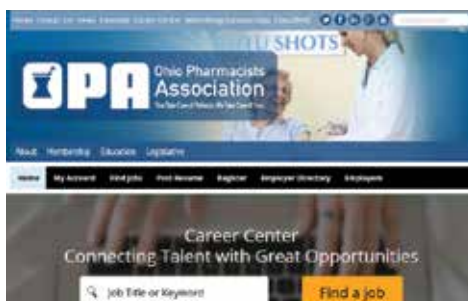 FLU SHOTS
OPA
Ohio Pharmacists
Association
About Membership Education Legislative
Home My Account Find Jobs Post Resume Register Employer Directory Employers
Career Center
Connecting Talent with Great Opportunities
Job Title or Keyword Find a Job